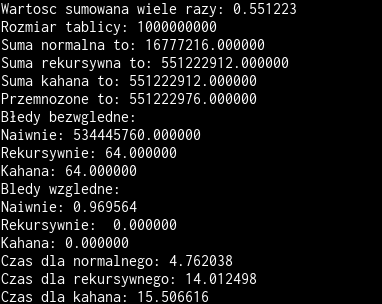 Wartosc sumowana wiele razy: 0.551223
Rozmiar tablicy: 1000000000
Suma normalna to: 16777216.000000
Suma rekursywna to: 551222912.000000
Suma kahana to: 551222912.000000
Przemnozone to: 551222976.000000
Błedy bezwgledne:
Naiwnie: 534445760.000000
Rekursywnie: 64.000000
Kahana: 64.000000
Bledy wzgledne:
Naiwnie: 0.969564
Rekursywnie:  0.000000
Kahana: 0.000000
Czas dla normalnego: 4.762038
Czas dla rekursywnego: 14.012498
Czas dla kahana: 15.506616